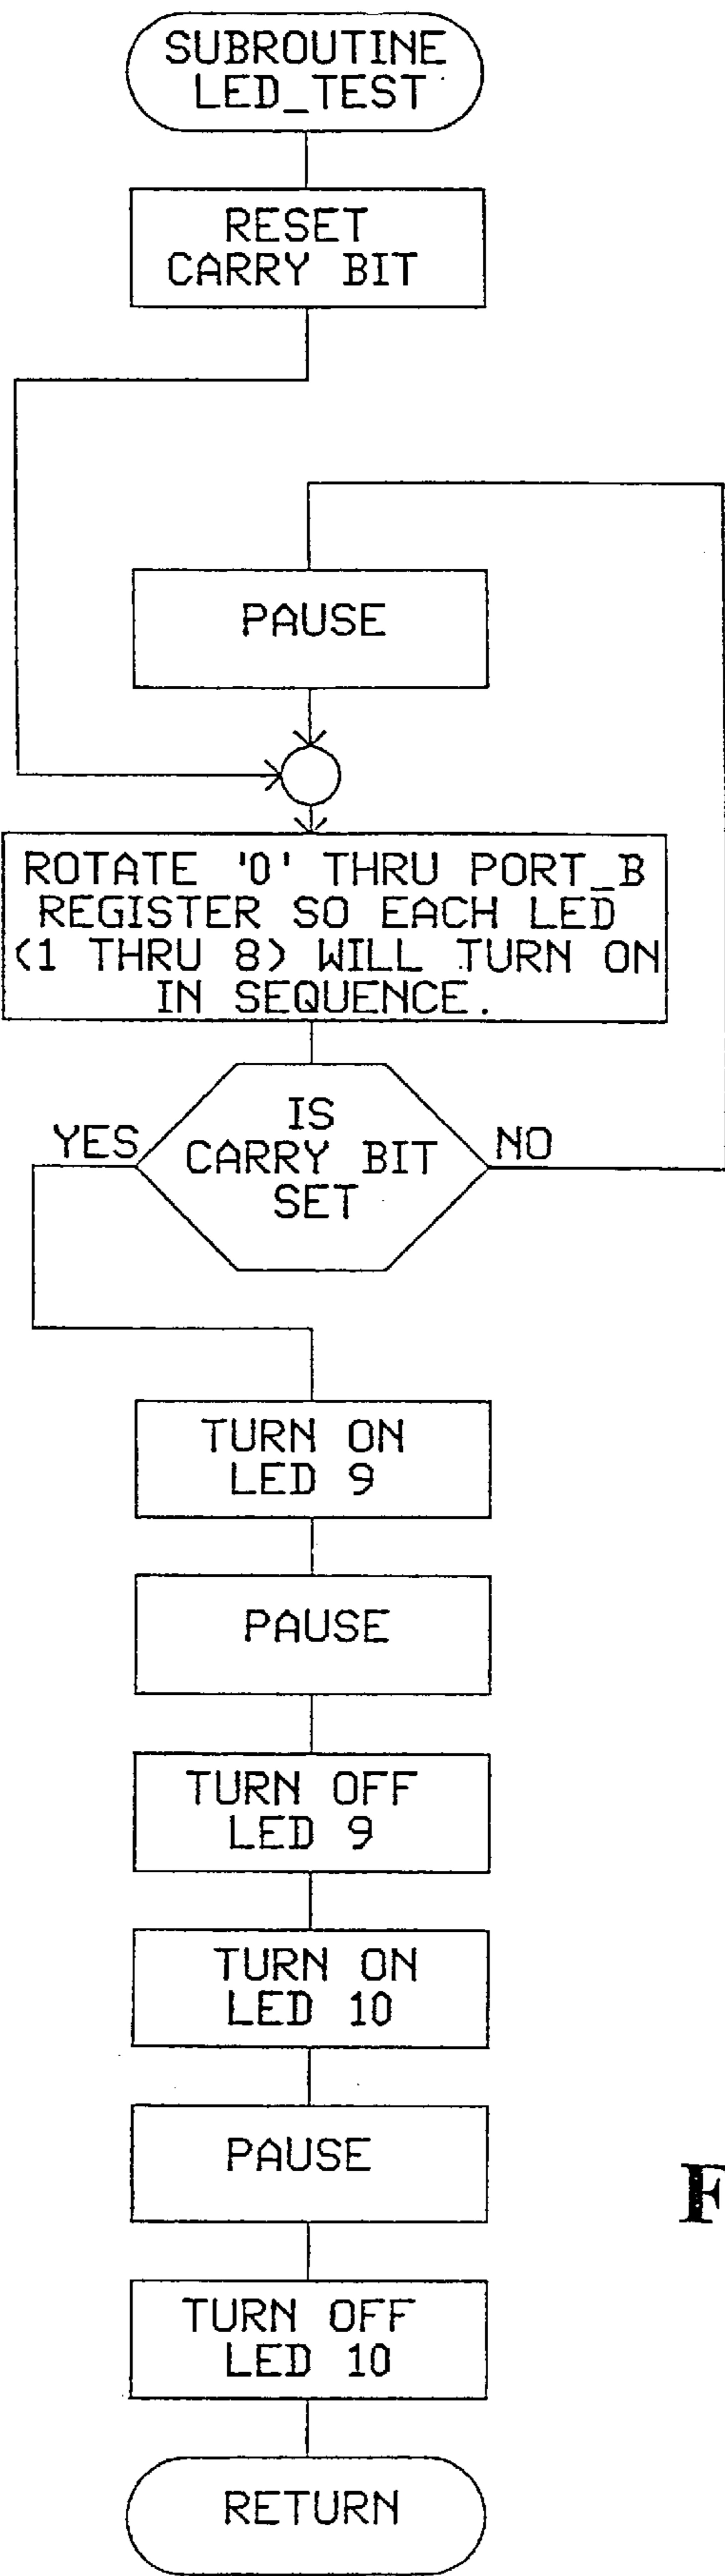 SUBROUTINE
LED_TEST
RESET
CARRY BIT
PAUSE
ROTATE '0' THRU PORT_B
REGISTER SO EACH LED
(1 THRU 8) WILL TURN ON
IN SEQUENCE.
IS
CARRY BIT
SET
YES
NO
TURN ON
LED 9
PAUSE
TURN OFF
LED 9
TURN ON
LED 10
PAUSE
F
TURN OFF
LED 10
RETURN